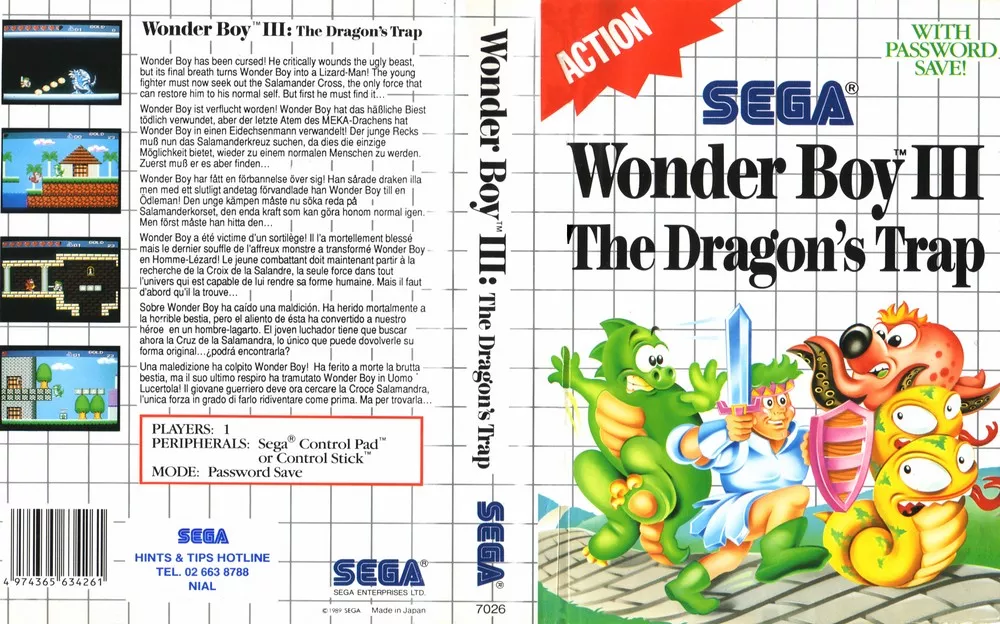 Wonder Boy™ III: The Dragon's Trap
Wonder Boy has been cursed! He critically wounds the ugly beast,
but its final breath turns Wonder Boy into a Lizard-Man! The young
fighter must now seek out the Salamander Cross, the only force that
can restore him to his normal self. But first he must find it...
Wonder Boy ist verflucht worden! Wonder Boy hat das häßliche Biest
tödlich verwundet, aber der letzte Atem des MEKA-Drachens hat
Wonder Boy in einen Eidechsenmann verwandelt! Der junge Recks
muß nun das Salamanderkreuz suchen, da dies die einzige
Möglichkeit bietet, wieder zu einem normalen Menschen zu werden.
Zuerst muß er es aber finden...
Wonder Boy har fått en förbannelse över sig! Han sårade draken illa
men med ett slutligt andetag förvandlade han Wonder Boy till en
Ödleman! Den unge kämpen måste nu söka reda på
Salamanderkorset, den enda kraft som kan göra honom normal igen.
Men först måste han hitta den...
Wonder Boy a été victime d'un sortilège! Il l'a mortellement blessé
mais le dernier souffle de l'affreux monstre a transformé Wonder Boy
en Homme-Lézard! Le jeune combattant doit maintenant partir à la
recherche de la Croix de la Salandre, la seule force dans tout
l'univers qui est capable de lui rendre sa forme humaine. Mais il faut
d'abord qu'il la trouve...
Sobre Wonder Boy ha caído una maldición. Ha herido mortalmente a
la horrible bestia, pero el aliento de ésta ha convertido a nuestro
héroe en un hombre-lagarto. El joven luchador tiene que buscar
ahora la Cruz de la Salamandra, lo único que puede dovolverle su
forma original...¿podrá encontrarla?
Una maledizione ha colpito Wonder Boy! Ha ferito a morte la brutta
bestia, ma il suo ultimo respiro ha tramutato Wonder Boy in Uomo
Lucertola! Il giovane guerriero deve ora cercare la Croce Salamandra,
l'unica forza in grado di farlo ridiventare come prima. Ma per trovarla...
PLAYERS: 1
PERIPHERALS: Sega® Control Pad™
or Control Stick™
MODE: Password Save
4 974365 634261
SEGA®
HINTS & TIPS HOTLINE
TEL. 02 663 8788
NIAL
SEGA®
SEGA ENTERPRISES LTD.
© 1989 SEGA Made in Japan
Wonder Boy™ III: The Dragon's Trap
SEGA®
7026
ACTION
WITH
PASSWORD
SAVE!
SEGA®
Wonder Boy™ III
The Dragon's Trap